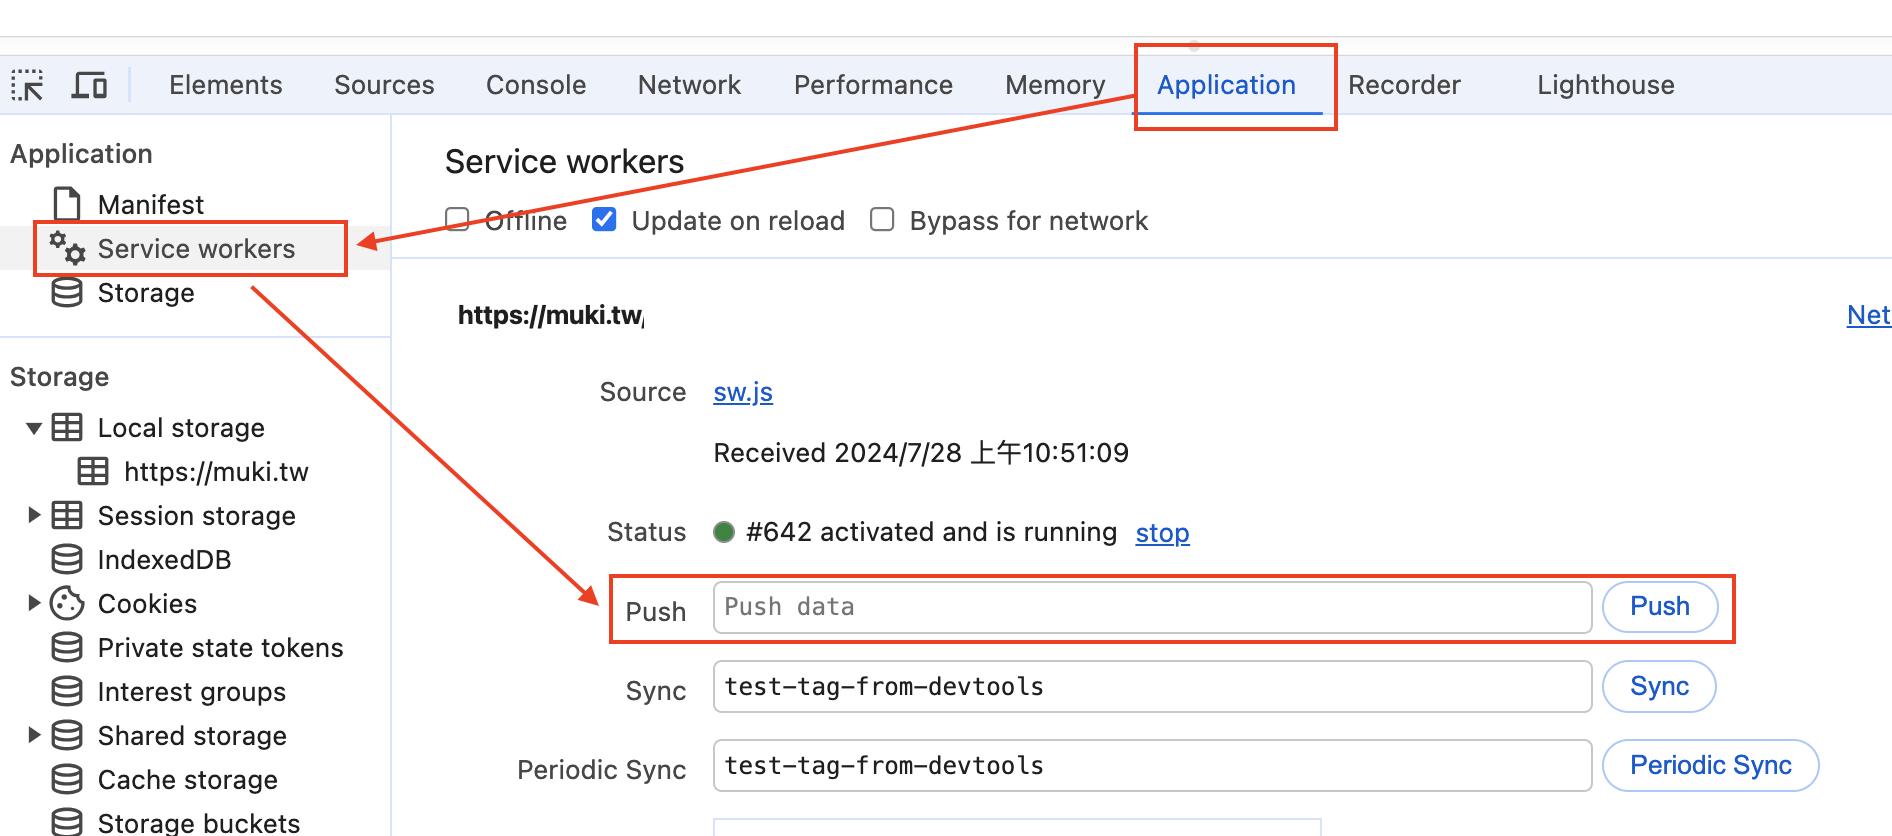 Elements Sources Console Network Performance Memory Application Recorder Lighthouse
Application
Manifest
Service workers
Storage
Storage
Local storage
https://muki.tw
Session storage
IndexedDB
Cookies
Private state tokens
Interest groups
Shared storage
Cache storage
Storage buckets
Service workers
Offline Update on reload Bypass for network
https://muki.tw/
Net
Source sw.js
Received 2024/7/28 上午10:51:09
Status #642 activated and is running stop
Push Push data Push
Sync test-tag-from-devtools Sync
Periodic Sync test-tag-from-devtools Periodic Sync